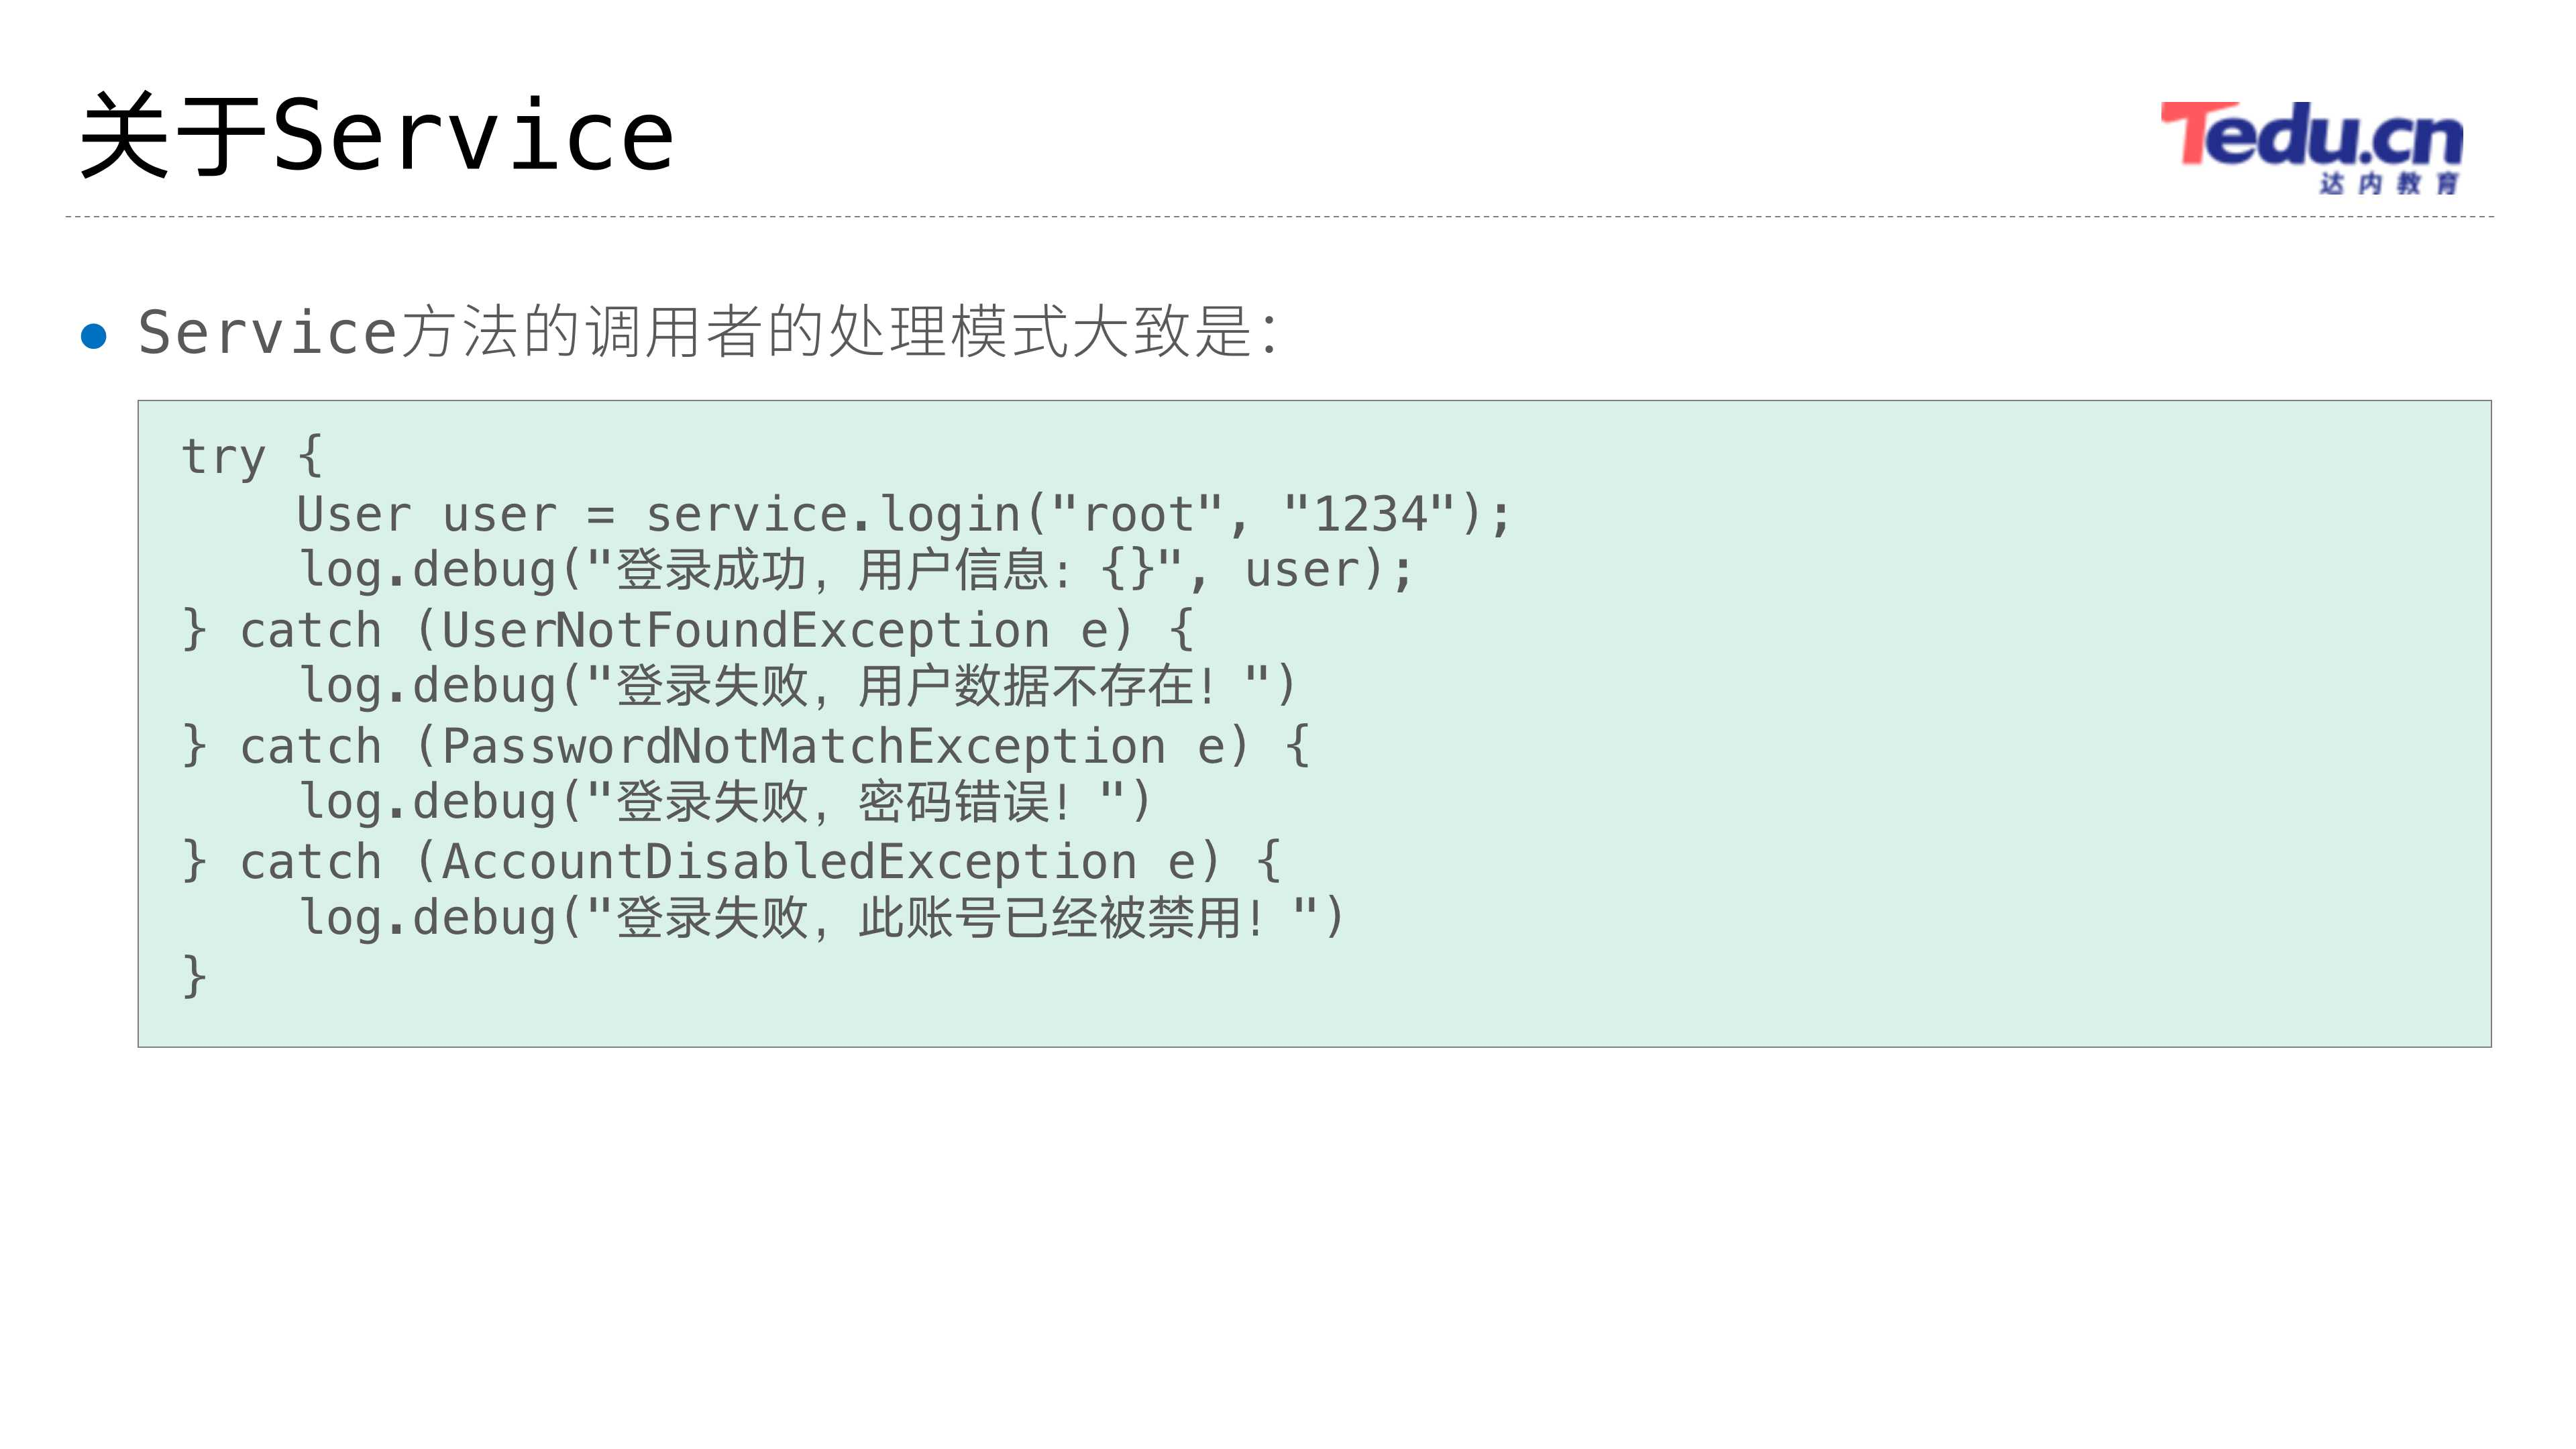 关于Service
Tedu.cn
达内教育
● Service方法的调用者的处理模式大致是：
try {
    User user = service.login("root", "1234");
    log.debug("登录成功，用户信息：{}", user);
} catch (UserNotFoundException e) {
    log.debug("登录失败，用户数据不存在！")
} catch (PasswordNotMatchException e) {
    log.debug("登录失败，密码错误！")
} catch (AccountDisabledException e) {
    log.debug("登录失败，此账号已经被禁用！")
}